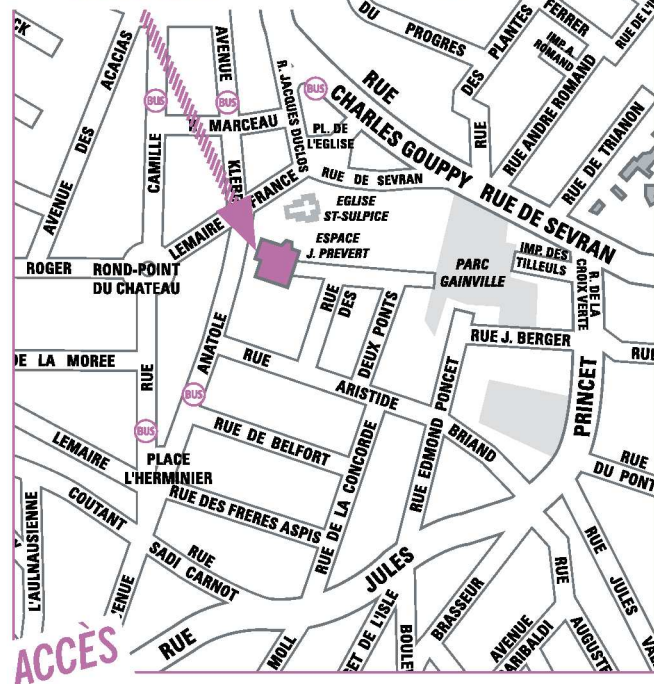 CK
ACACIAS
DES
AVENUE
AVENUE
BUS
BUS
BUS
DU PROGRES
DES PLANTES
RUE
FERRER
IMP. A.
ROMAND
RUE ANDRE ROMAND
RUE DE TRIANON
RUE
CHARLES GOUPPY
RUE DE SEVRAN
R. JACQUES DUCLOS
MARCEAU
PL. DE
L'EGLISE
CAMILLE
LEMAIRE
FRANCE
RUE DE SEVRAN
EGLISE
ST-SULPICE
ESPACE
J. PREVERT
PARC
GAINVILLE
IMP. DES
TILLEULS
R. DE LA
CROIX VERTE
ROGER
ROND-POINT
DU CHATEAU
RUE
DES
DEUX PONTS
RUE J. BERGER
RUE
DE LA MOREE
RUE
ANATOLE
RUE
ARISTIDE
BRIAND
RUE EDMOND PONCET
PRINCET
BUS
BUS
RUE DE BELFORT
LEMAIRE
PLACE
L'HERMINIER
RUE DES FRERES ASPIS
RUE DE LA CONCORDE
RUE
DU PONT
COUTANT
L'AULNAUSIENNE
RUE
SADI CARNOT
JULES
RUE
RUE
JULES
RUE
AUGUSTE
BRASSEUR
AVENUE
ARIBALDI
ET DE L'ISLE
BOULE
MOLL
RUE
VENUE
ACCÈS